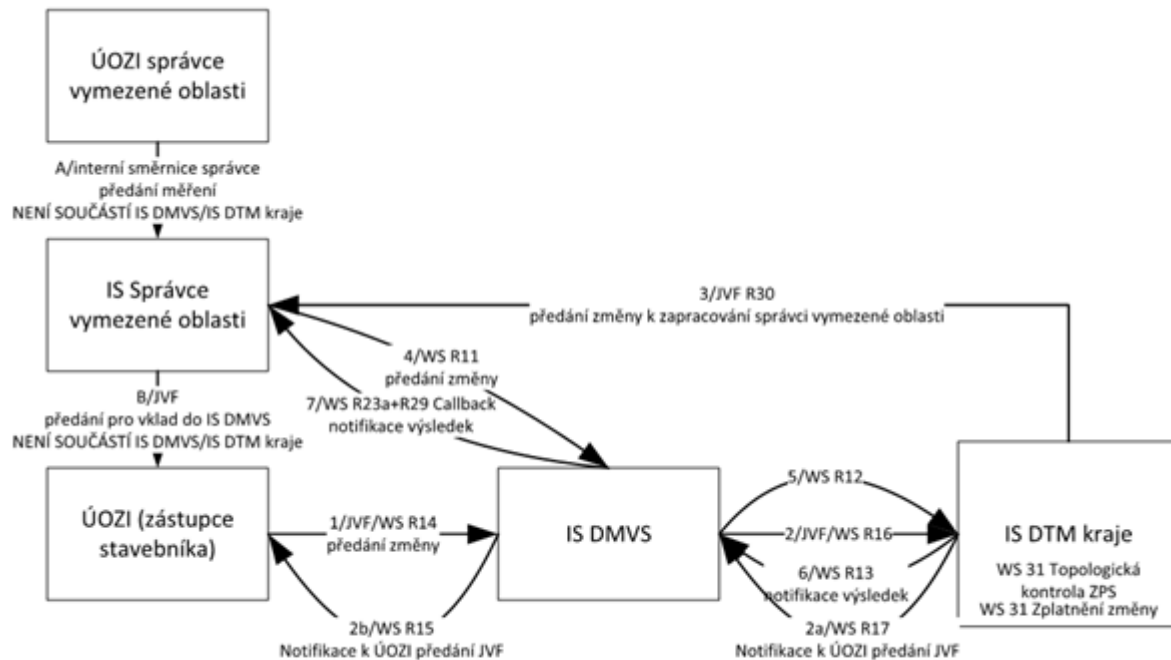 ÚOZI správce
vymezené oblasti
A/interní směrnice správce
předání měření
NENÍ SOUČÁSTÍ IS DMVS/IS DTM kraje
IS Správce
vymezené oblasti
3/JVF R30
předání změny k zapracování správci vymezené oblasti
4/WS R11
předání změny
7/WS R23a+R29 Callback
notifikace výsledek
B/JVF
předání pro vklad do IS DMVS
NENÍ SOUČÁSTÍ IS DMVS/IS DTM kraje
ÚOZI (zástupce
stavebníka)
1/JVF/WS R14
předání změny
2b/WS R15
Notifikace k ÚOZI předání JVF
IS DMVS
5/WS R12
2/JVF/WS R16
6/WS R13
notifikace výsledek
2a/WS R17
Notifikace k ÚOZI předání JVF
IS DTM kraje
WS 31 Topologická
kontrola ZPS
WS 31 Zplatnění změny